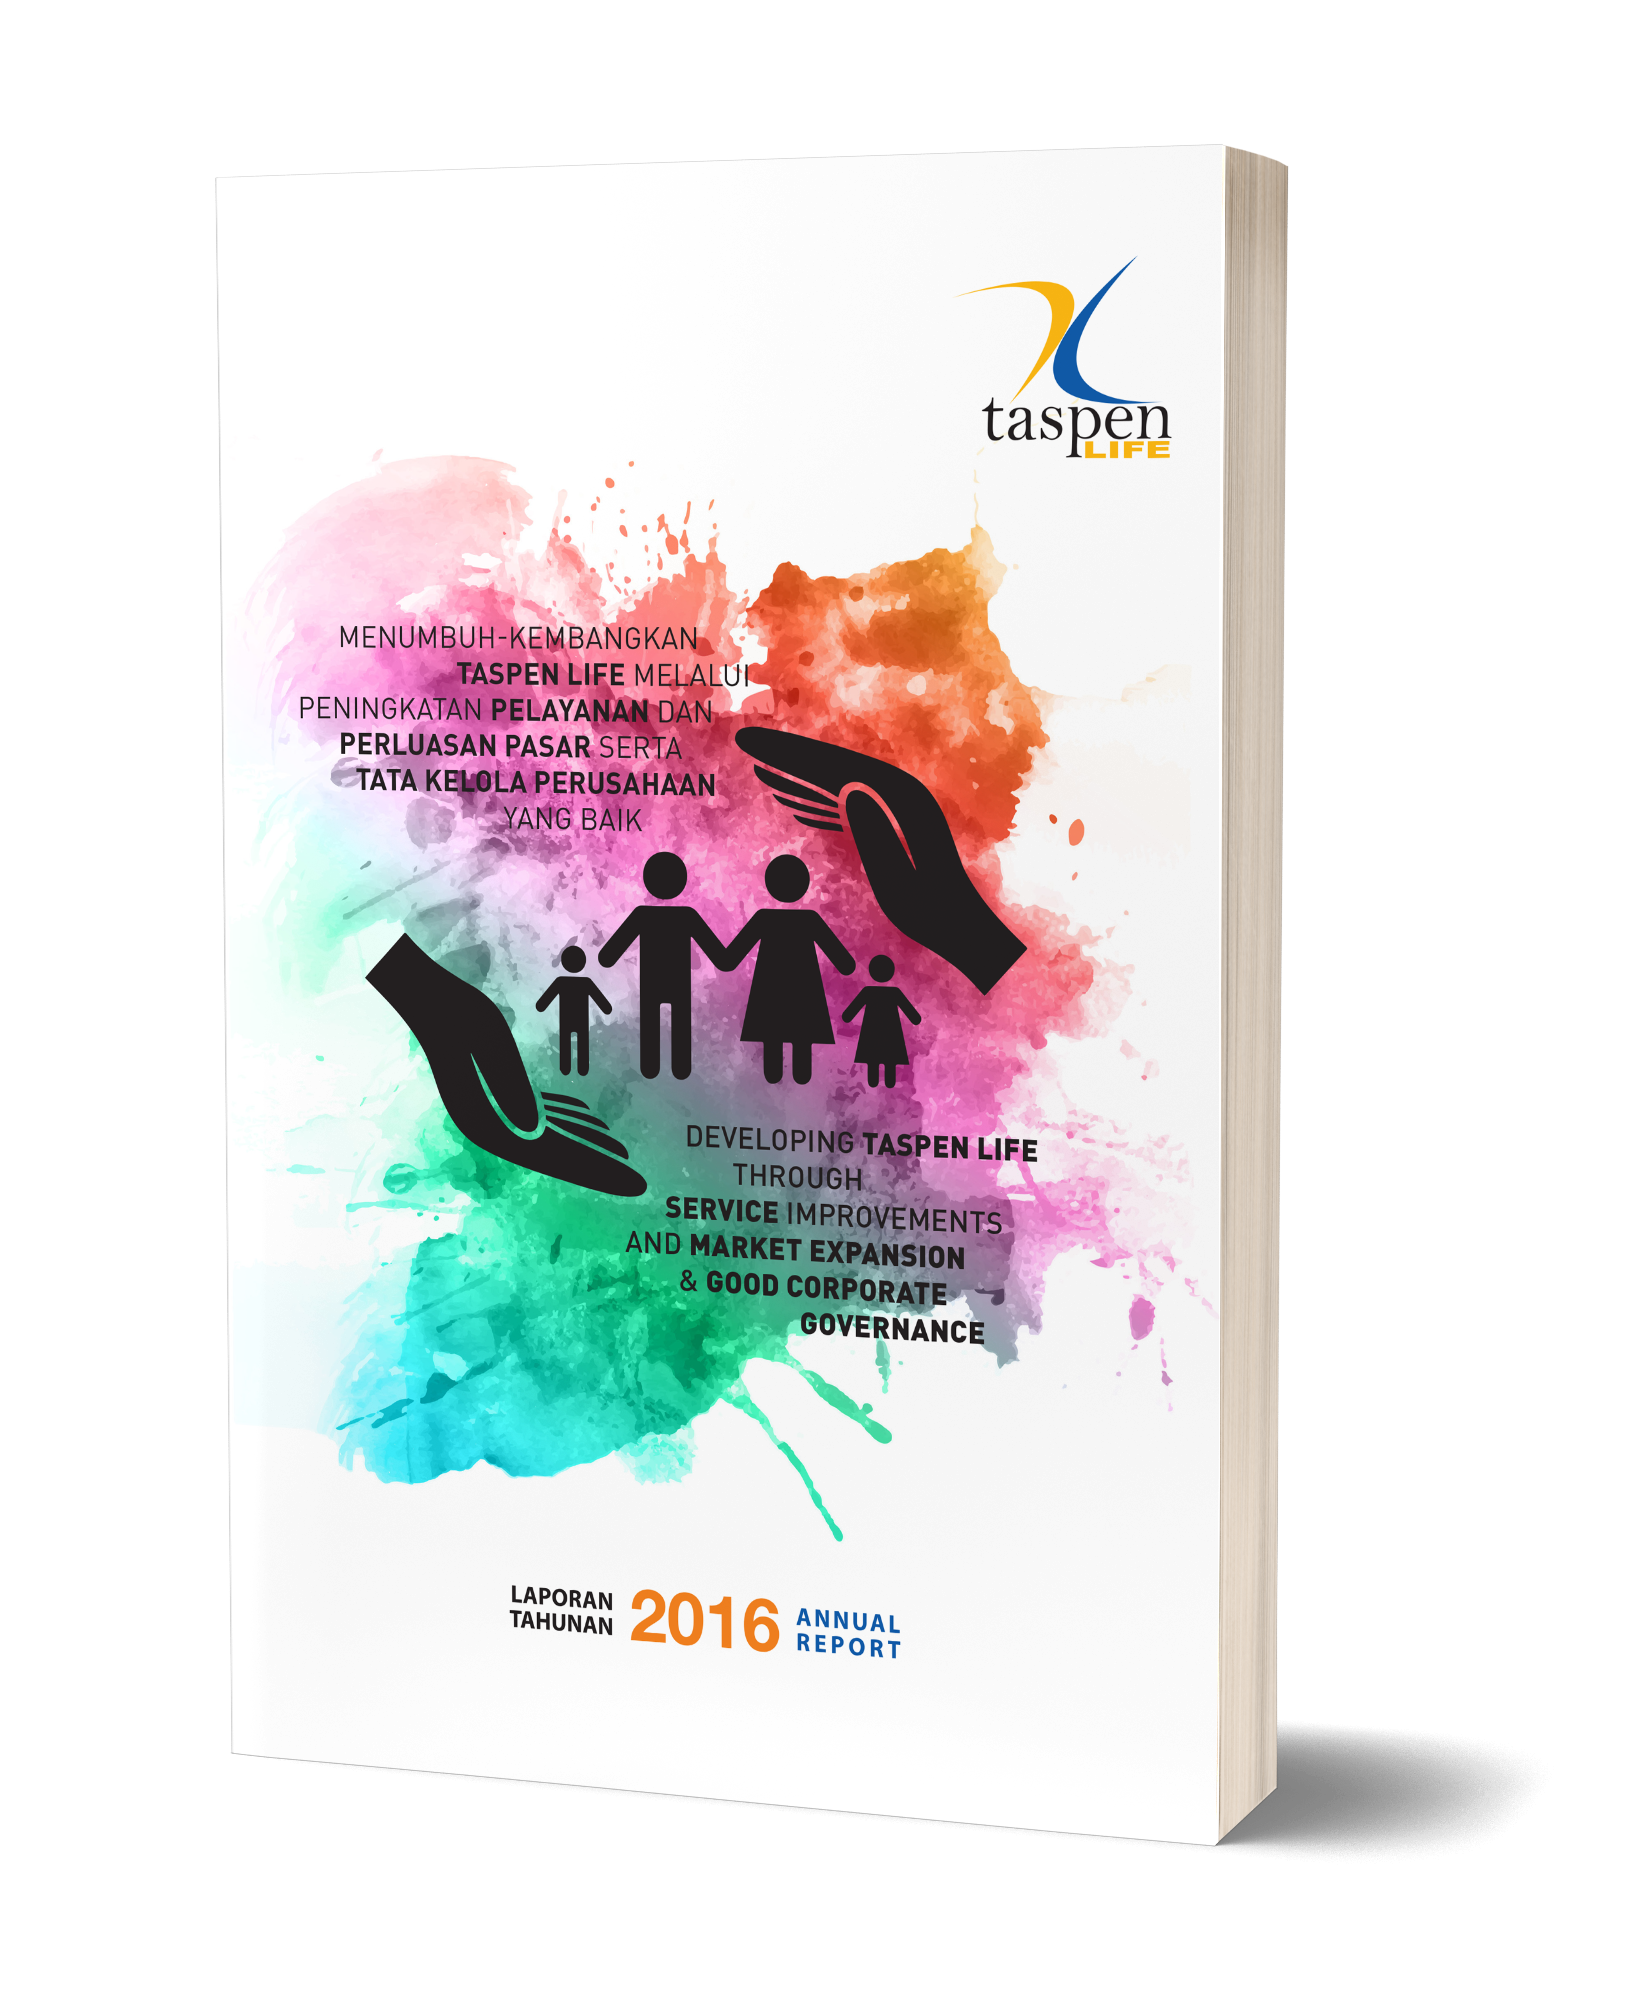 taspen
LIFE
MENUMBUH-KEMBANGKAN
TASPEN LIFE MELALUI
PENINGKATAN PELAYANAN DAN
PERLUASAN PASAR SERTA
TATA KELOLA PERUSAHAAN
YANG BAIK
DEVELOPING TASPEN LIFE
THROUGH
SERVICE IMPROVEMENTS
AND MARKET EXPANSION
& GOOD CORPORATE
GOVERNANCE
LAPORAN
TAHUNAN
2016
ANNUAL
REPORT